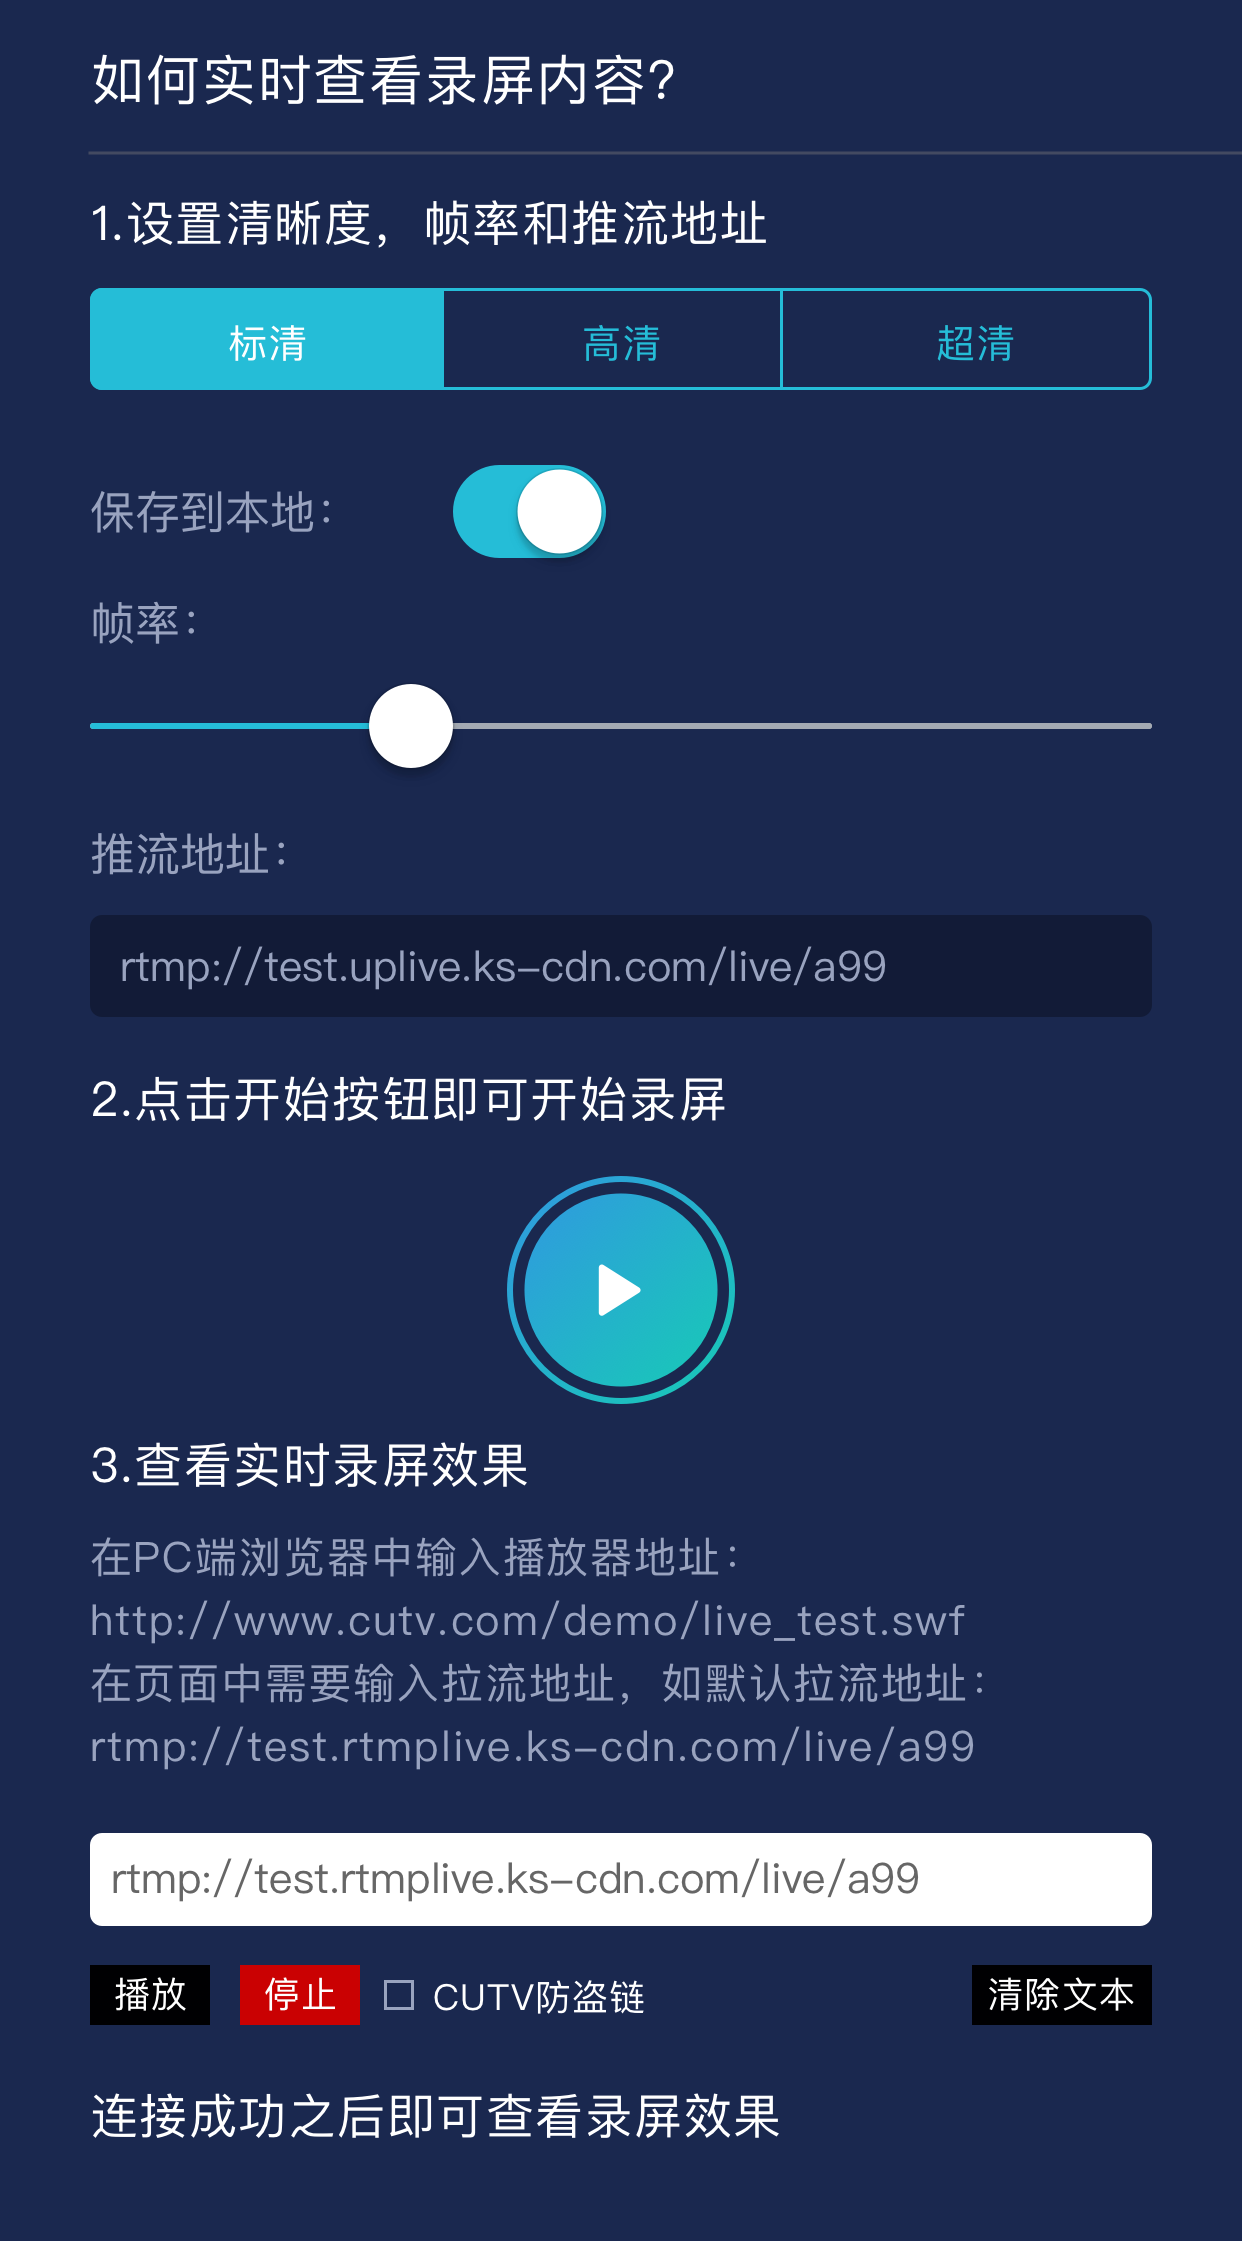 如何实时查看录屏内容?
1.设置清晰度，帧率和推流地址
标清 高清 超清
保存到本地：
帧率：
推流地址：
rtmp://test.uplive.ks-cdn.com/live/a99
2.点击开始按钮即可开始录屏
3.查看实时录屏效果
在PC端浏览器中输入播放器地址：
http://www.cutv.com/demo/live_test.swf
在页面中需要输入拉流地址，如默认拉流地址：
rtmp://test.rtmplive.ks-cdn.com/live/a99
rtmp://test.rtmplive.ks-cdn.com/live/a99
播放 停止 CUTV防盗链 清除文本
连接成功之后即可查看录屏效果